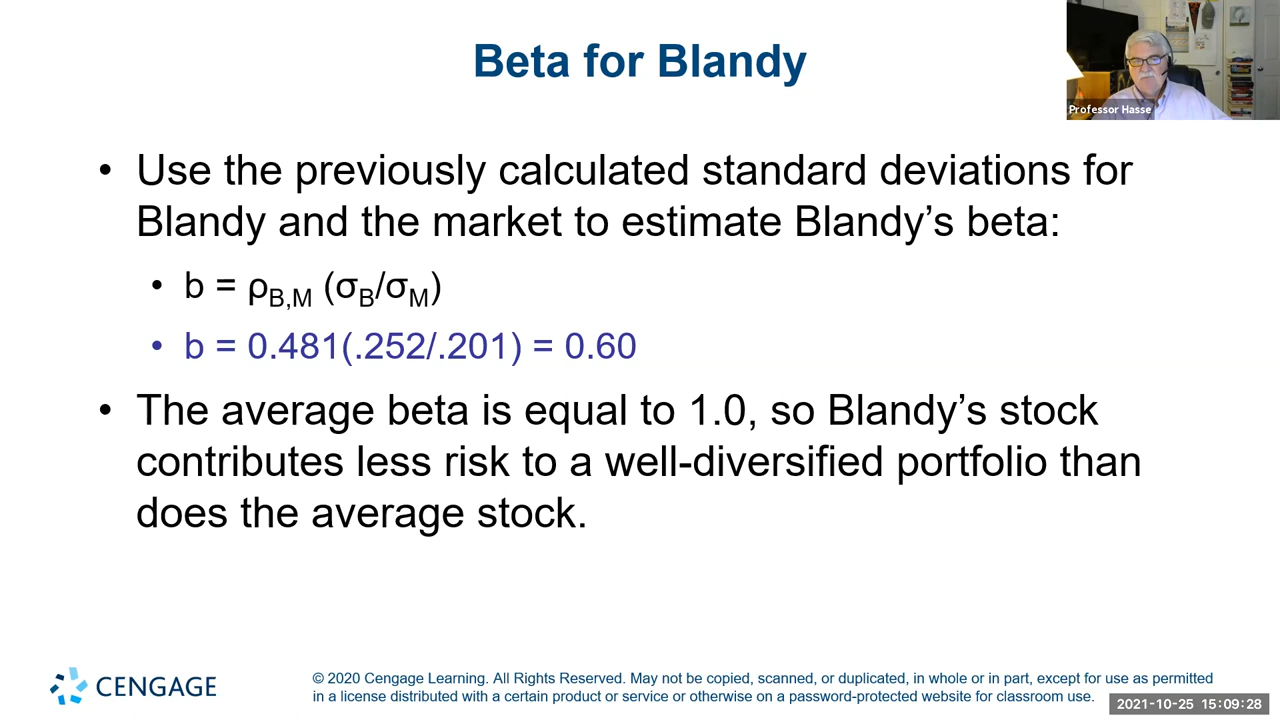 Beta for Blandy
Professor Hasse
• Use the previously calculated standard deviations for
Blandy and the market to estimate Blandy’s beta:
• b = ρB,M (σB/σM)
• b = 0.481(.252/.201) = 0.60
• The average beta is equal to 1.0, so Blandy’s stock
contributes less risk to a well-diversified portfolio than
does the average stock.
CENGAGE
© 2020 Cengage Learning. All Rights Reserved. May not be copied, scanned, or duplicated, in whole or in part, except for use as permitted
in a license distributed with a certain product or service or otherwise on a password-protected website for classroom use.
2021-10-25 15:09:28